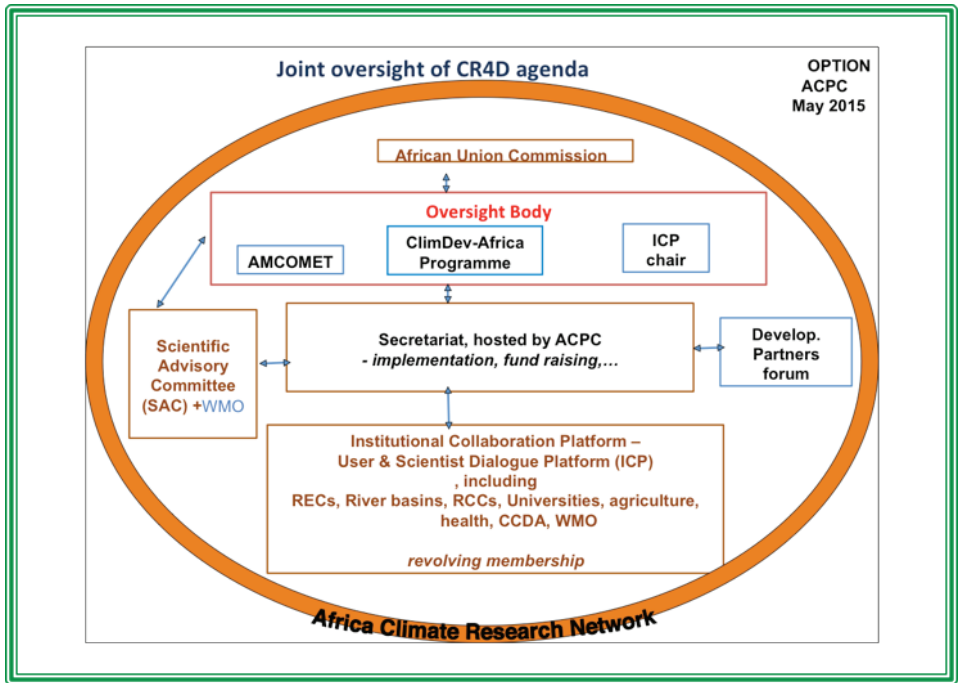 Joint oversight of CR4D agenda
OPTION
ACPC
May 2015
African Union Commission
Oversight Body
AMCOMET
ClimDev-Africa
Programme
ICP
chair
Scientific
Advisory
Committee
(SAC) +WMO
Secretariat, hosted by ACPC
- implementation, fund raising,...
Develop.
Partners
forum
Institutional Collaboration Platform –
User & Scientist Dialogue Platform (ICP)
, including
RECs, River basins, RCCs, Universities, agriculture,
health, CCDA, WMO
revolving membership
Africa Climate Research Network